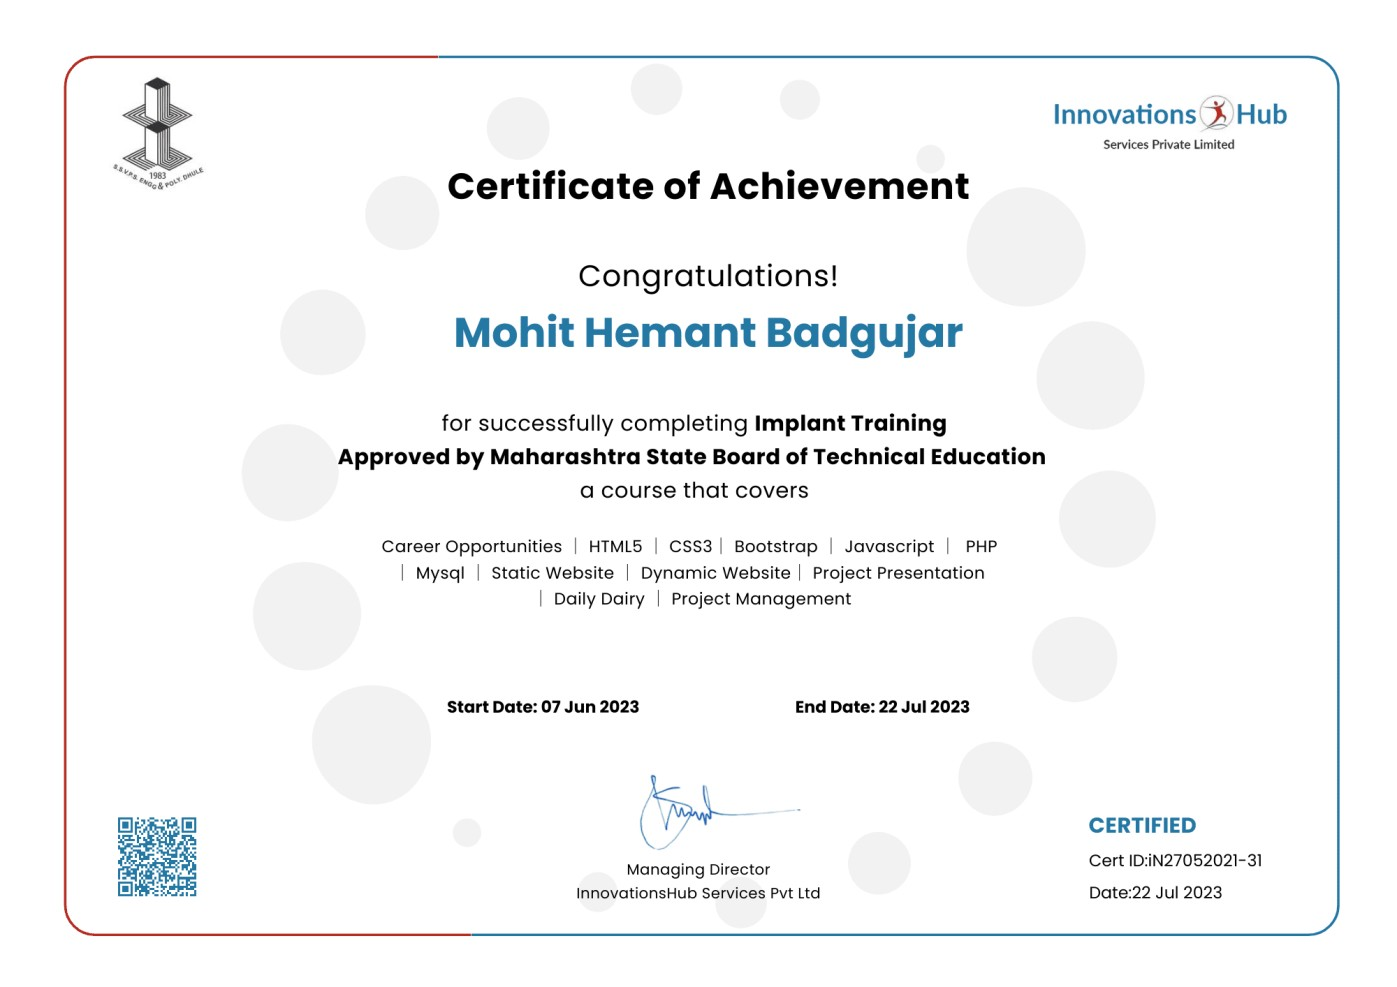 S.S.V.P.S. ENGG & POLY. DHULE
1983
Innovations Hub
Services Private Limited
Certificate of Achievement
Congratulations!
Mohit Hemant Badgujar
for successfully completing Implant Training
Approved by Maharashtra State Board of Technical Education
a course that covers
Career Opportunities | HTML5 | CSS3 | Bootstrap | Javascript | PHP
| Mysql | Static Website | Dynamic Website | Project Presentation
| Daily Dairy | Project Management
Start Date: 07 Jun 2023 End Date: 22 Jul 2023
Managing Director
InnovationsHub Services Pvt Ltd
CERTIFIED
Cert ID:iN27052021-31
Date:22 Jul 2023